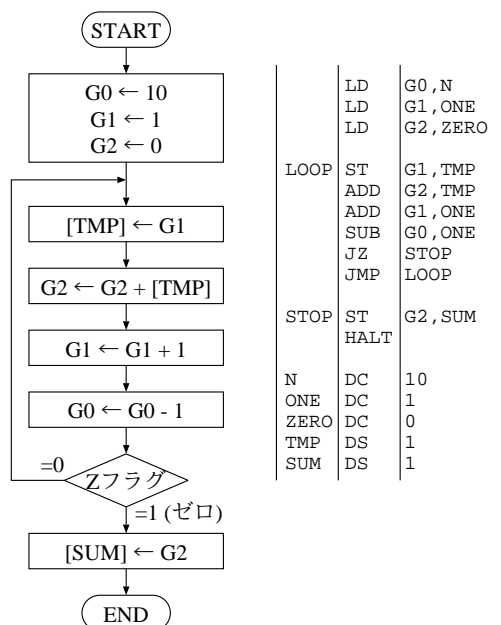 START
G0 ← 10
G1 ← 1
G2 ← 0
[TMP] ← G1
G2 ← G2 + [TMP]
G1 ← G1 + 1
G0 ← G0 - 1
=0
Zフラグ
=1 (ゼロ)
[SUM] ← G2
END
LD G0,N
LD G1,ONE
LD G2,ZERO
LOOP ST G1,TMP
ADD G2,TMP
ADD G1,ONE
SUB G0,ONE
JZ STOP
JMP LOOP
STOP ST G2,SUM
HALT
N DC 10
ONE DC 1
ZERO DC 0
TMP DS 1
SUM DS 1